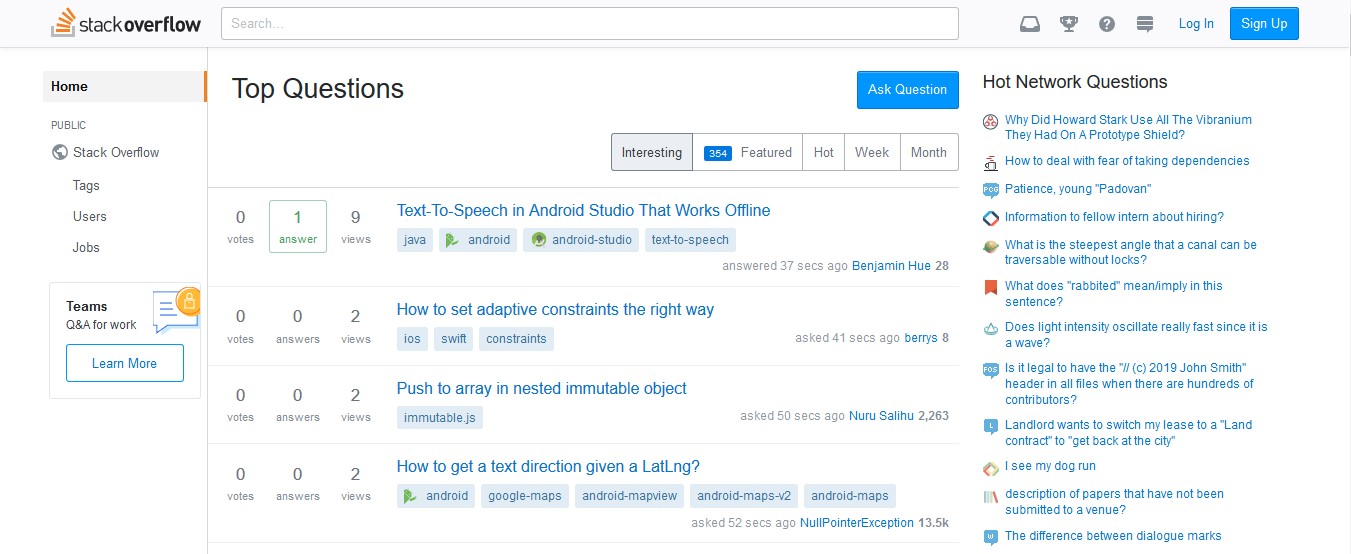 stackoverflow
Search...
Log In
Sign Up
Home
PUBLIC
Stack Overflow
Tags
Users
Jobs
Teams
Q&A for work
Learn More
Top Questions
Ask Question
Interesting
354 Featured
Hot
Week
Month
0 votes
1 answer
9 views
Text-To-Speech in Android Studio That Works Offline
java android android-studio text-to-speech
answered 37 secs ago Benjamin Hue 28
0 votes
0 answers
2 views
How to set adaptive constraints the right way
ios swift constraints
asked 41 secs ago berrys 8
0 votes
0 answers
2 views
Push to array in nested immutable object
immutable.js
asked 50 secs ago Nuru Salihu 2,263
0 votes
0 answers
2 views
How to get a text direction given a LatLng?
android google-maps android-mapview android-maps-v2 android-maps
asked 52 secs ago NullPointerException 13.5k
Hot Network Questions
Why Did Howard Stark Use All The Vibranium
They Had On A Prototype Shield?
How to deal with fear of taking dependencies
PCG
Patience, young "Padovan"
Information to fellow intern about hiring?
What is the steepest angle that a canal can be
traversable without locks?
What does "rabbited" mean/imply in this
sentence?
Does light intensity oscillate really fast since it is
a wave?
FOS
Is it legal to have the "// (c) 2019 John Smith"
header in all files when there are hundreds of
contributors?
L
Landlord wants to switch my lease to a "Land
contract" to "get back at the city"
I see my dog run
description of papers that have not been
submitted to a venue?
W
The difference between dialogue marks